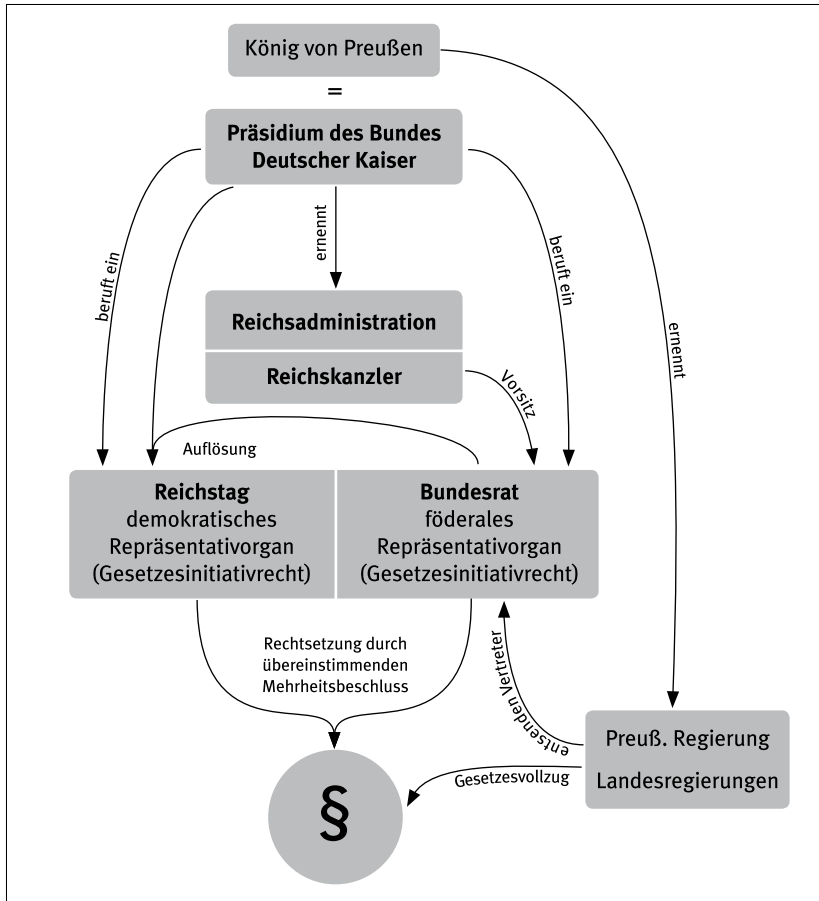 König von Preußen
=
Präsidium des Bundes
Deutscher Kaiser
beruft ein
ernennt
beruft ein
ernennt
Reichsadministration
Reichskanzler
Vorsitz
Auflösung
Reichstag
demokratisches
Repräsentativorgan
(Gesetzesinitiativrecht)
Bundesrat
föderales
Repräsentativorgan
(Gesetzesinitiativrecht)
Rechtsetzung durch
übereinstimmenden
Mehrheitsbeschluss
entsenden Vertreter
Preuß. Regierung
Landesregierungen
Gesetzesvollzug
§